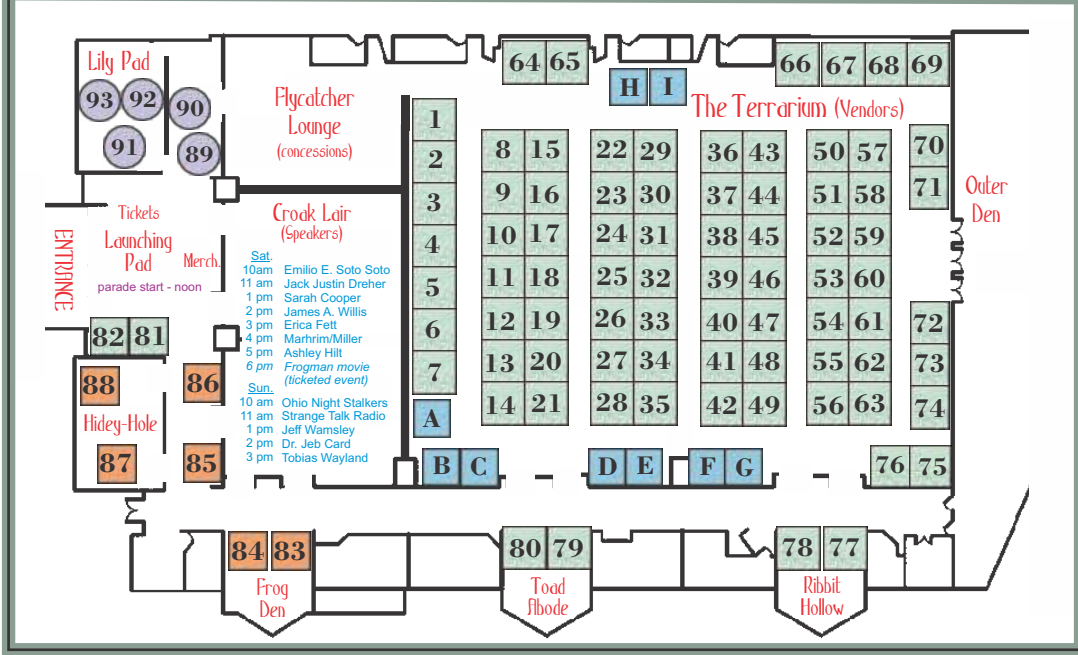 Lily Pad
93 92 90
91 89
Flycatcher
Lounge
(concessions)
64 65
H I
66 67 68 69
The Terrarium (Vendors)
1
2
3
4
5
6
7
A
8 15
9 16
10 17
11 18
12 19
13 20
14 21
22 29
23 30
24 31
25 32
26 33
27 34
28 35
36 43
37 44
38 45
39 46
40 47
41 48
42 49
50 57
51 58
52 59
53 60
54 61
55 62
56 63
70
71
72
73
74
76 75
Outer
Den
ENTRANCE
Tickets
Launching
Pad
Merch.
parade start - noon
82 81
88
86
Hidey-Hole
87
85
Croak Lair
(Speakers)
Sat.
10am Emilio E. Soto Soto
11 am Jack Justin Dreher
1 pm Sarah Cooper
2 pm James A. Willis
3 pm Erica Fett
4 pm Marhrim/Miller
5 pm Ashley Hilt
6 pm Frogman movie
(ticketed event)
Sun.
10 am Ohio Night Stalkers
11 am Strange Talk Radio
1 pm Jeff Wamsley
2 pm Dr. Jeb Card
3 pm Tobias Wayland
B C
D E
F G
84 83
Frog
Den
80 79
Toad
Abode
78 77
Ribbit
Hollow